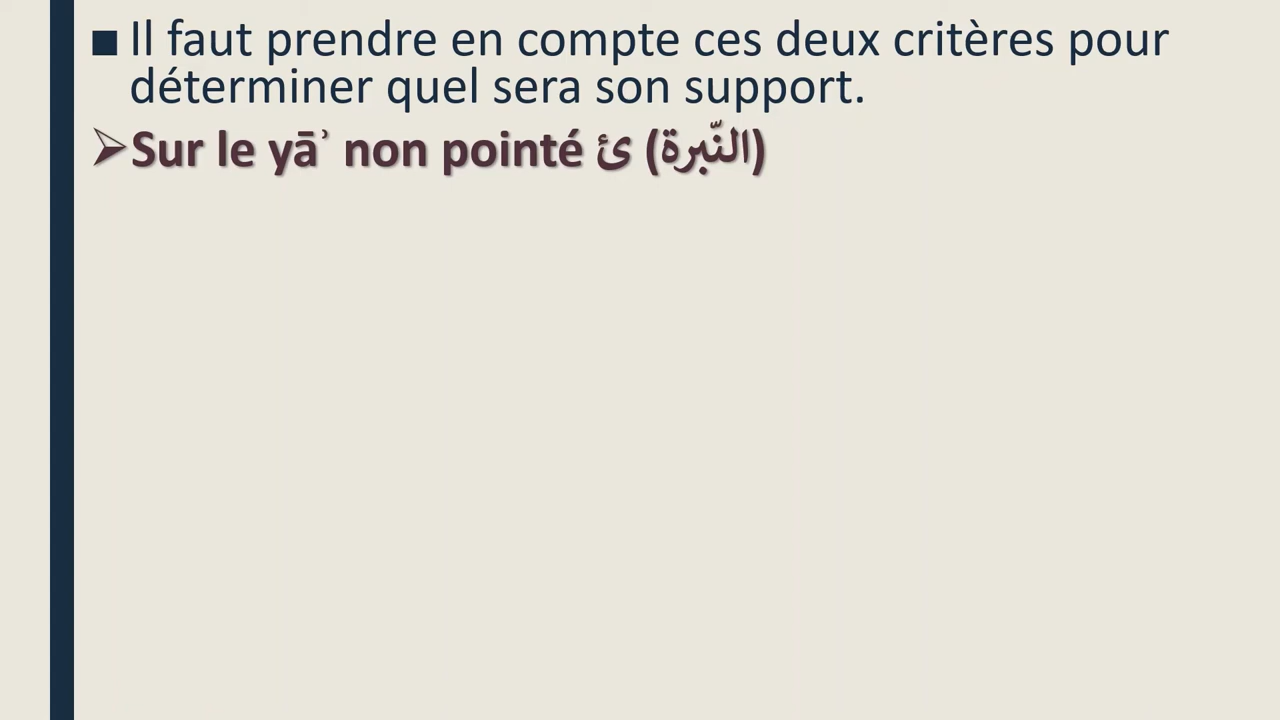 ■ Il faut prendre en compte ces deux critères pour
déterminer quel sera son support.
➢Sur le yāʾ non pointé ئ (النّبرة)